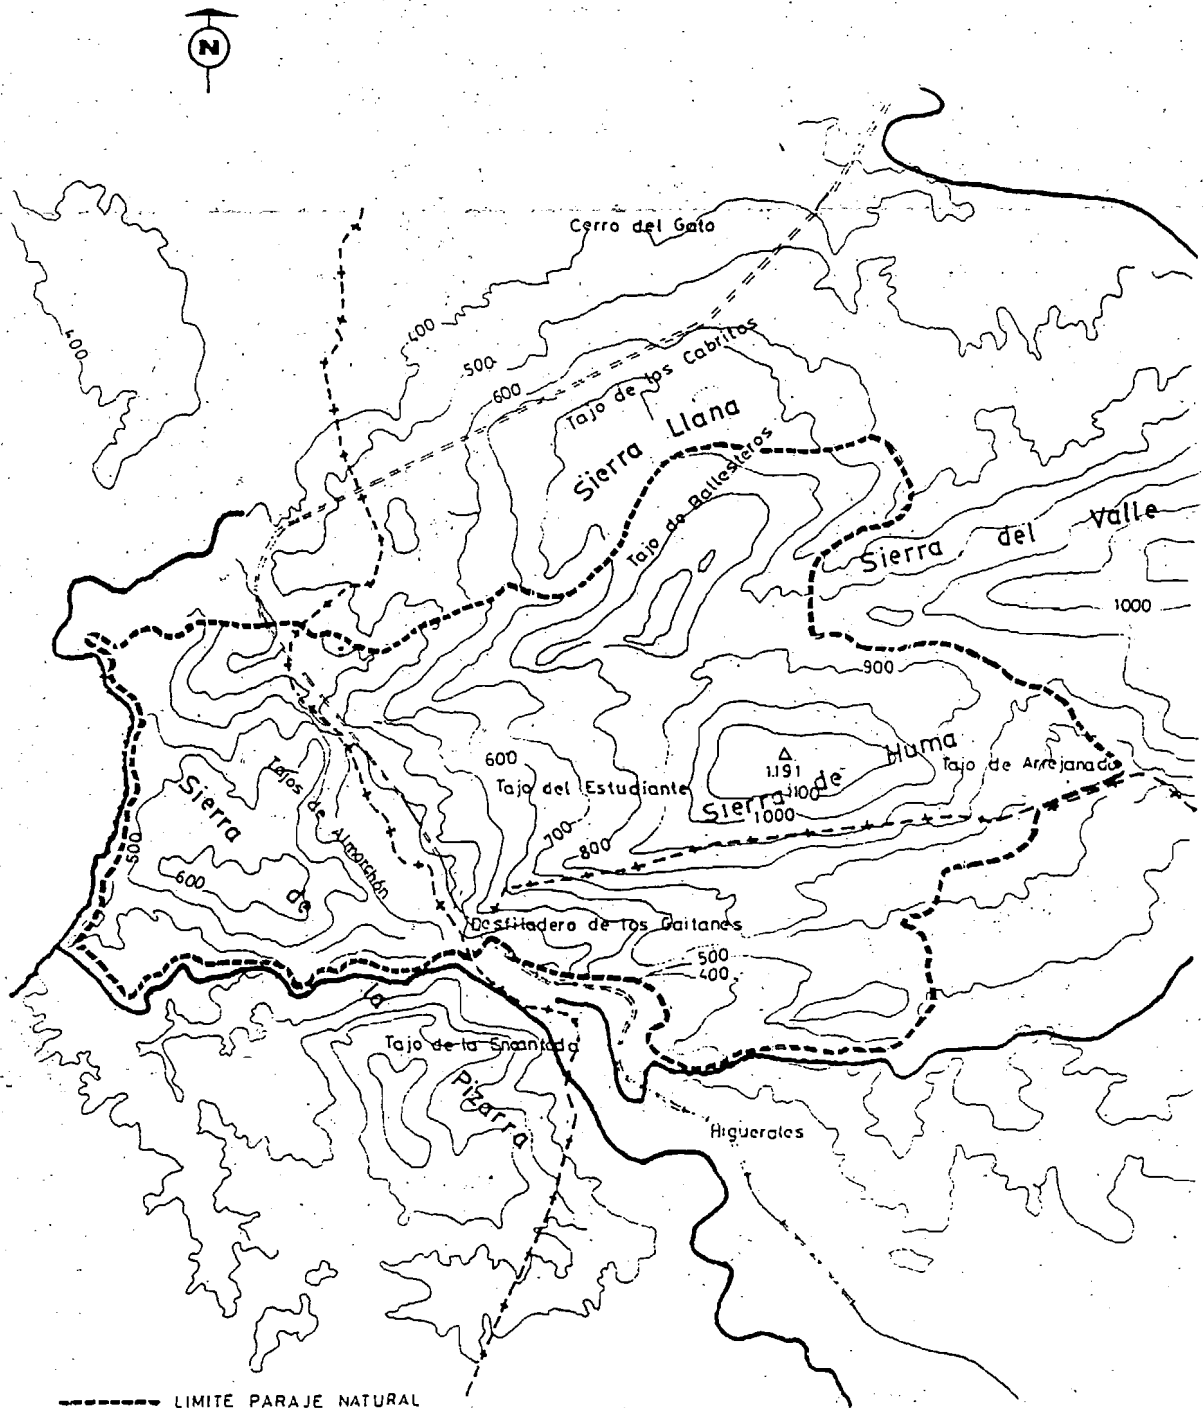 N
Cerro del Gato
400
400
500
600
Tajo de los Cabritos
Sierra Llana
Tajo de Ballesteros
Sierra del Valle
1000
900
600
Tajo del Estudiante
1.191
1100
1000
Sierra de Huma
Tajo de Arrejanado
700
800
Tajos de Almorchón
500
600
Sierra de la Pizarra
Desfiladero de los Gaitanes
500
400
Tajo de la Encantada
Higuerales
LIMITE PARAJE NATURAL